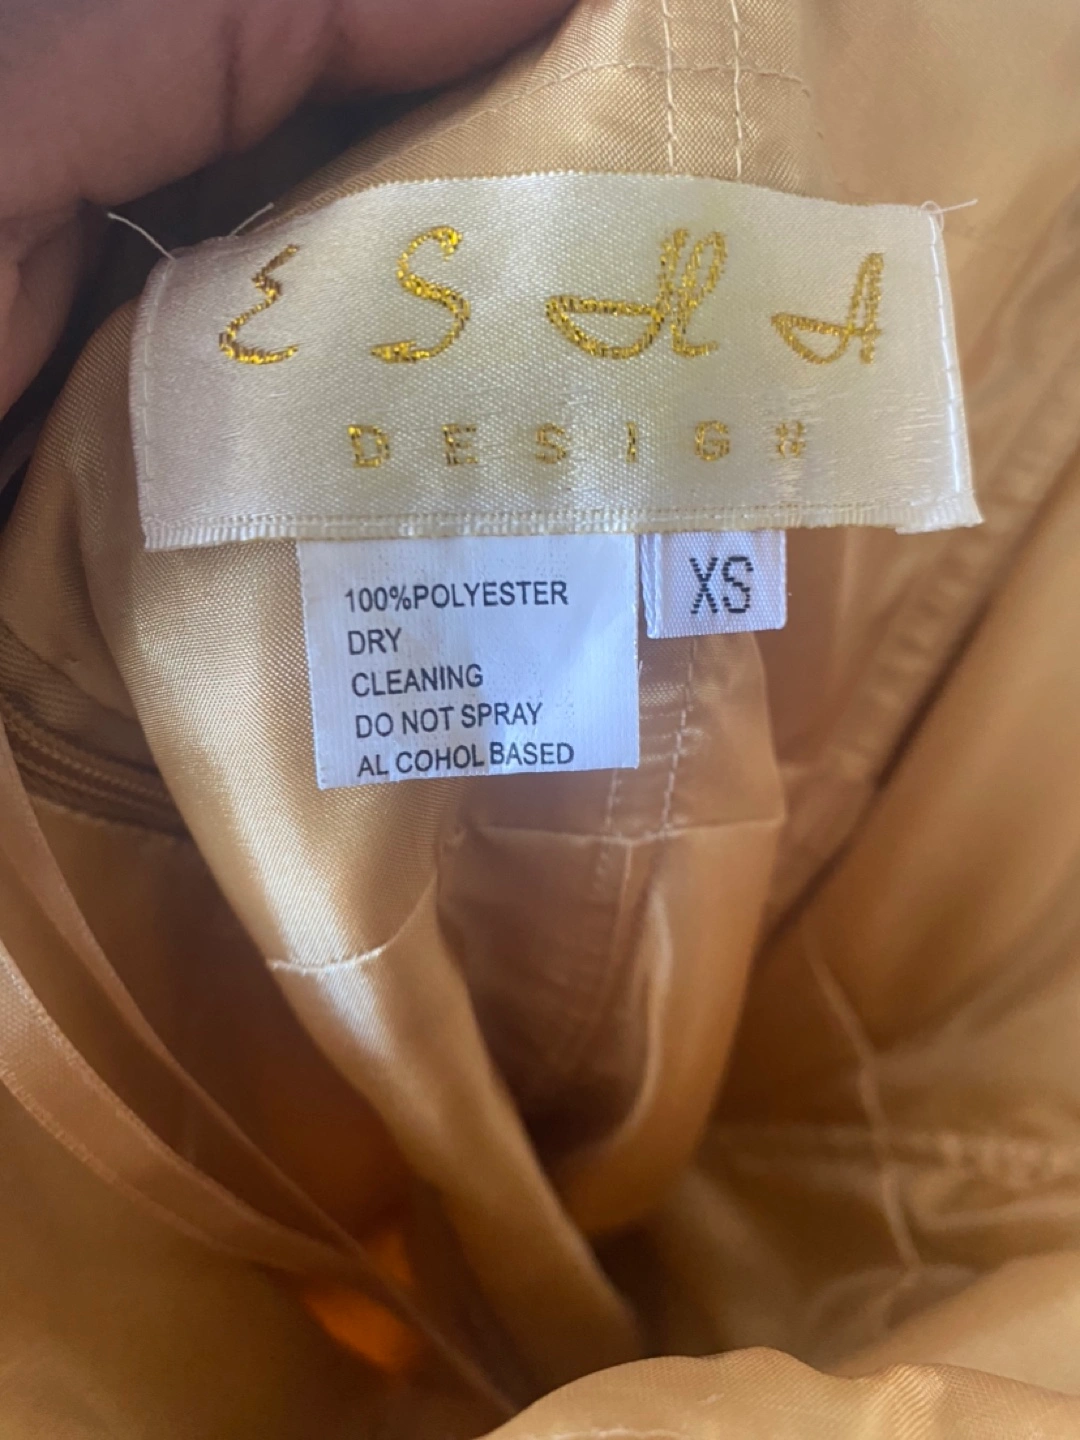 ESHA
DESIGN
XS
100%POLYESTER
DRY
CLEANING
DO NOT SPRAY
AL COHOL BASED